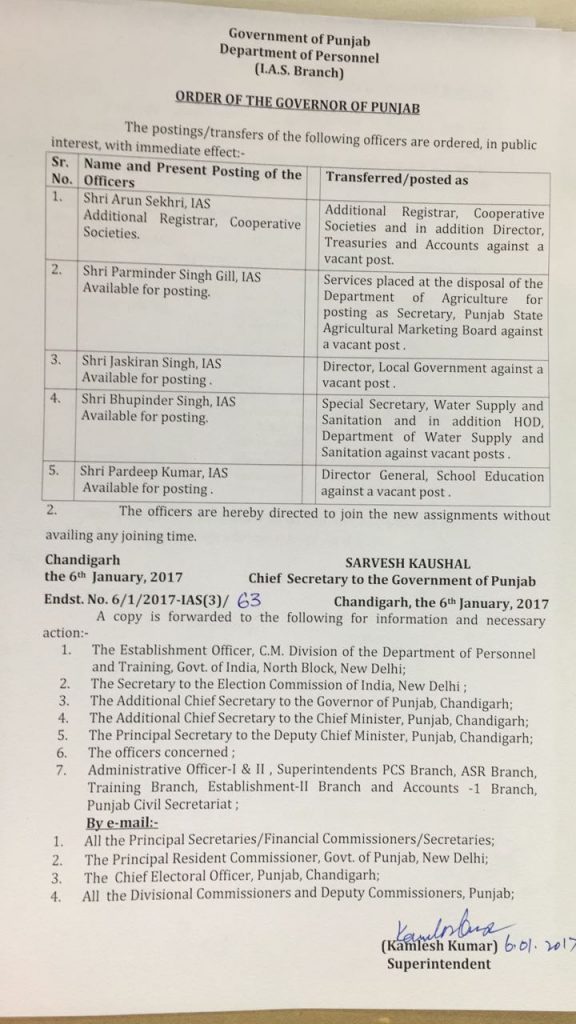 Government of Punjab
Department of Personnel
(I.A.S. Branch)
ORDER OF THE GOVERNOR OF PUNJAB
The postings/transfers of the following officers are ordered, in public
interest, with immediate effect:-
Sr. No.
Name and Present Posting of the Officers
Transferred/posted as
1.
Shri Arun Sekhri, IAS
Additional Registrar, Cooperative
Societies.
Additional Registrar, Cooperative
Societies and in addition Director,
Treasuries and Accounts against a
vacant post.
2.
Shri Parminder Singh Gill, IAS
Available for posting.
Services placed at the disposal of the
Department of Agriculture for
posting as Secretary, Punjab State
Agricultural Marketing Board against
a vacant post .
3.
Shri Jaskiran Singh, IAS
Available for posting .
Director, Local Government against a
vacant post .
4.
Shri Bhupinder Singh, IAS
Available for posting.
Special Secretary, Water Supply and
Sanitation and in addition HOD,
Department of Water Supply and
Sanitation against vacant posts .
5.
Shri Pardeep Kumar, IAS
Available for posting .
Director General, School Education
against a vacant post .
2. The officers are hereby directed to join the new assignments without
availing any joining time.
Chandigarh SARVESH KAUSHAL
the 6th January, 2017 Chief Secretary to the Government of Punjab
Endst. No. 6/1/2017-IAS(3)/ 63 Chandigarh, the 6th January, 2017
A copy is forwarded to the following for information and necessary
action:-
1. The Establishment Officer, C.M. Division of the Department of Personnel
and Training, Govt. of India, North Block, New Delhi;
2. The Secretary to the Election Commission of India, New Delhi ;
3. The Additional Chief Secretary to the Governor of Punjab, Chandigarh;
4. The Additional Chief Secretary to the Chief Minister, Punjab, Chandigarh;
5. The Principal Secretary to the Deputy Chief Minister, Punjab, Chandigarh;
6. The officers concerned ;
7. Administrative Officer-I & II , Superintendents PCS Branch, ASR Branch,
Training Branch, Establishment-II Branch and Accounts -1 Branch,
Punjab Civil Secretariat ;
By e-mail:-
1. All the Principal Secretaries/Financial Commissioners/Secretaries;
2. The Principal Resident Commissioner, Govt. of Punjab, New Delhi;
3. The Chief Electoral Officer, Punjab, Chandigarh;
4. All the Divisional Commissioners and Deputy Commissioners, Punjab;
(Kamlesh Kumar) 6.01.2017
Superintendent